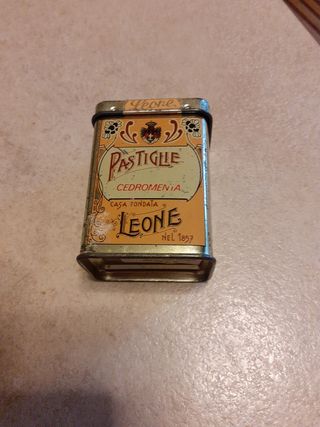 Leone
PASTIGLIE
CEDROMENTA
CASA FONDATA
LEONE
NEL 1857